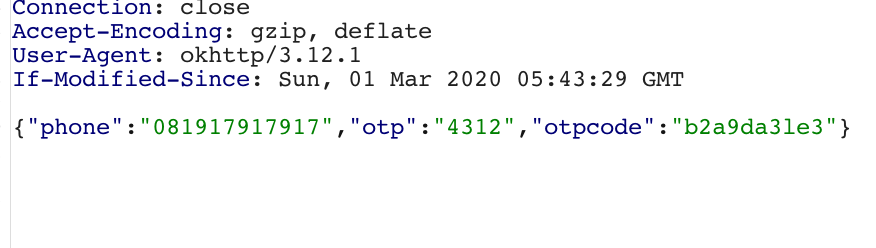 Connection: close
Accept-Encoding: gzip, deflate
User-Agent: okhttp/3.12.1
If-Modified-Since: Sun, 01 Mar 2020 05:43:29 GMT
{"phone":"081917917917","otp":"4312","otpcode":"b2a9da3le3"}